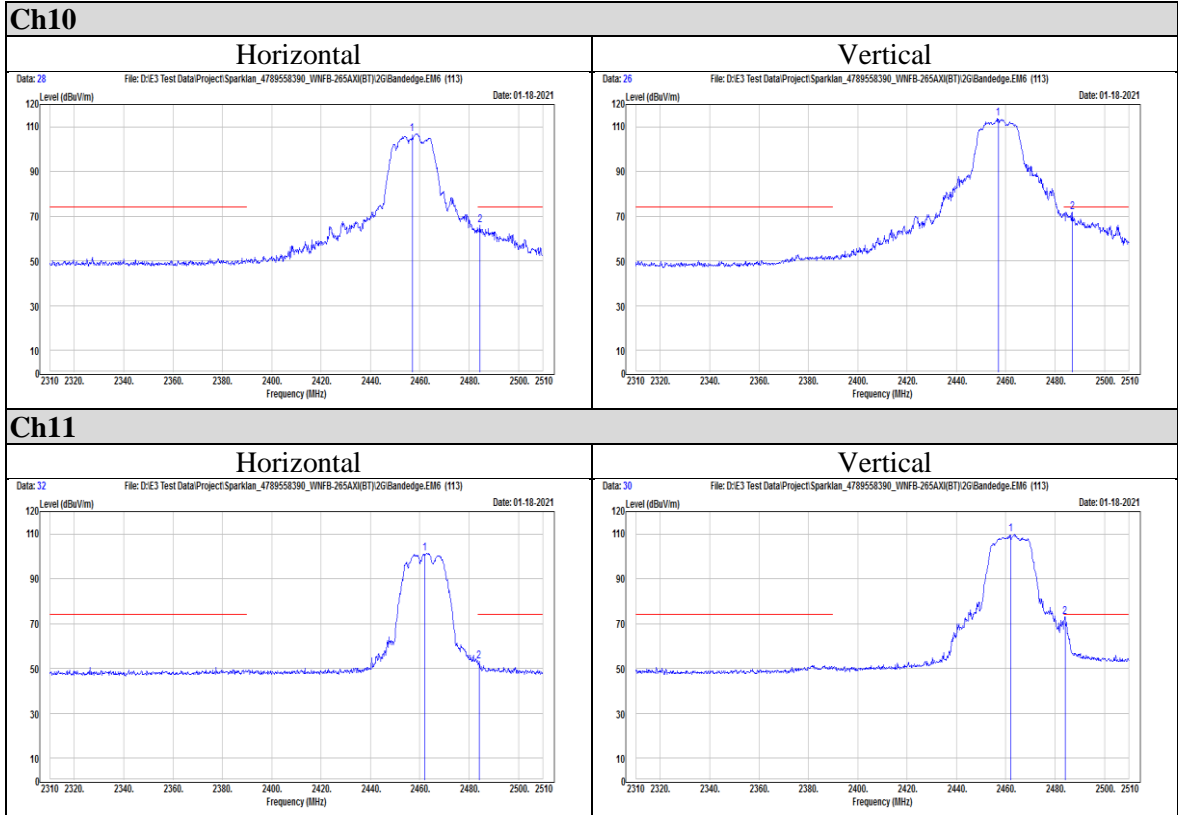 Ch10
Horizontal
Vertical
Data: 28 File: D:\E3 Test Data\Project\Sparklan_4789558390_WNFB-265AXI(BT)\2G\Bandedge.EM6 (113)
Level (dBuV/m)
Date: 01-18-2021
120
110
90
70
50
30
10
0
1
2
2310 2320. 2340. 2360. 2380. 2400. 2420. 2440. 2460. 2480. 2500. 2510
Frequency (MHz)
Data: 26 File: D:\E3 Test Data\Project\Sparklan_4789558390_WNFB-265AXI(BT)\2G\Bandedge.EM6 (113)
Level (dBuV/m)
Date: 01-18-2021
120
110
90
70
50
30
10
0
1
2
2310 2320. 2340. 2360. 2380. 2400. 2420. 2440. 2460. 2480. 2500. 2510
Frequency (MHz)
Ch11
Horizontal
Vertical
Data: 32 File: D:\E3 Test Data\Project\Sparklan_4789558390_WNFB-265AXI(BT)\2G\Bandedge.EM6 (113)
Level (dBuV/m)
Date: 01-18-2021
120
110
90
70
50
30
10
0
1
2
2310 2320. 2340. 2360. 2380. 2400. 2420. 2440. 2460. 2480. 2500. 2510
Frequency (MHz)
Data: 30 File: D:\E3 Test Data\Project\Sparklan_4789558390_WNFB-265AXI(BT)\2G\Bandedge.EM6 (113)
Level (dBuV/m)
Date: 01-18-2021
120
110
90
70
50
30
10
0
1
2
2310 2320. 2340. 2360. 2380. 2400. 2420. 2440. 2460. 2480. 2500. 2510
Frequency (MHz)